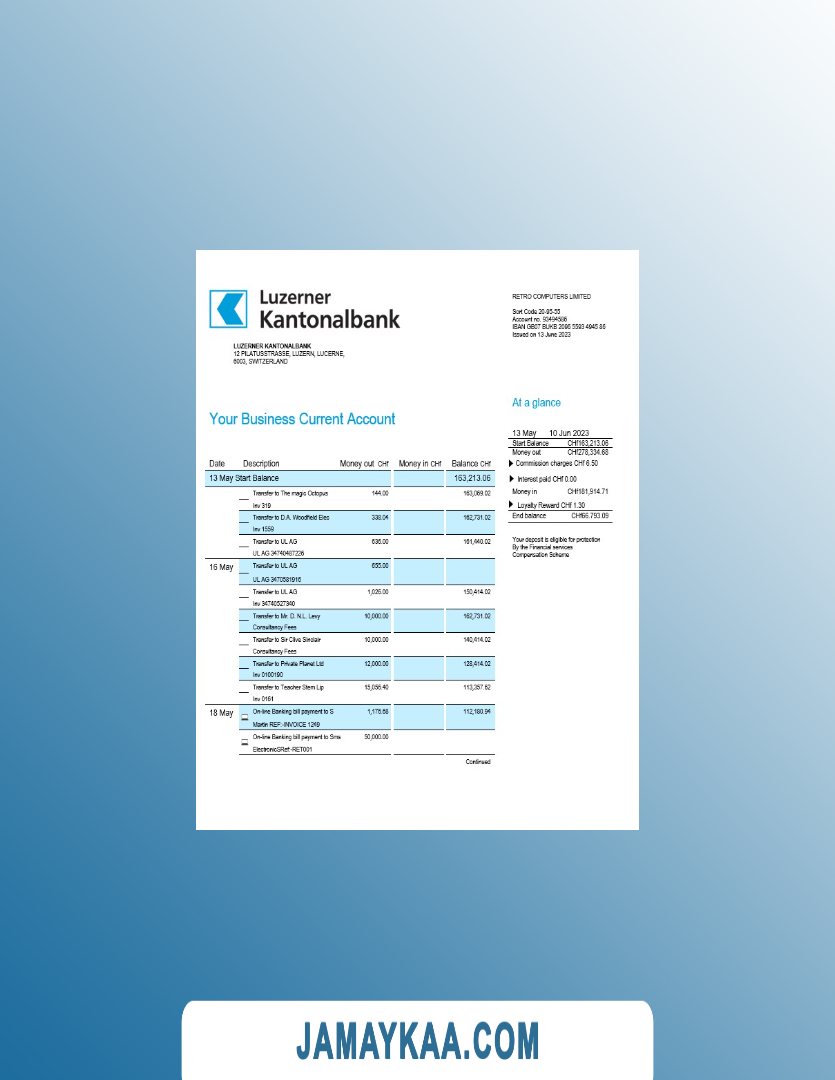 Luzerner
Kantonalbank
LUZERNER KANTONALBANK
12 PILATUSSTRASSE, LUZERN, LUCERNE,
6003, SWITZERLAND
RETRO COMPUTERS LIMITED
Sort Code 20-95-55
Account no. 93494586
IBAN GB07 BUKB 2096 5593 4945 86
Issued on 13 June 2023
At a glance
Your Business Current Account
13 May 10 Jun 2023
Start Balance CHf163,213.06
Money out CHf278,334.68
Commission charges CHf 6.50
Interest paid CHf 0.00
Money in CHf181,914.71
Loyalty Reward CHf 1.30
End balance CHf66.793.09
Your deposit is eligible for protection
By the Financial services
Compensation Scheme
Date Description Money out CHf Money in CHf Balance CHf
13 May Start Balance 163,213.06
Transfer to The magic Octopus 144.00 163,069.02
Inv 319
Transfer to D.A. Woodfield Elec 338.04 162,731.02
Inv 1559
Transfer to UL AG 636.00 161,440.02
UL AG 34740487226
16 May Transfer to UL AG 655.00
UL AG 3470581916
Transfer to UL AG 1,026.00 150,414.02
Inv 34740527340
Transfer to Mr. D. N.L. Levy 10,000.00 162,731.02
Consultancy Fees
Transfer to Sir Clive Sinclair 10,000.00 140,414.02
Consultancy Fees
Transfer to Private Planet Ltd 12,000.00 128,414.02
Inv 0100190
Transfer to Teacher Stem Lip 15,056.40 113,357.62
Inv 0161
18 May On-line Banking bill payment to S 1,176.68 112,180.94
Martin REF:-INVOICE 1249
On-line Banking bill payment to Sms 50,000.00
ElectronicSRef:-RET001
Continued
JAMAYKAA.COM